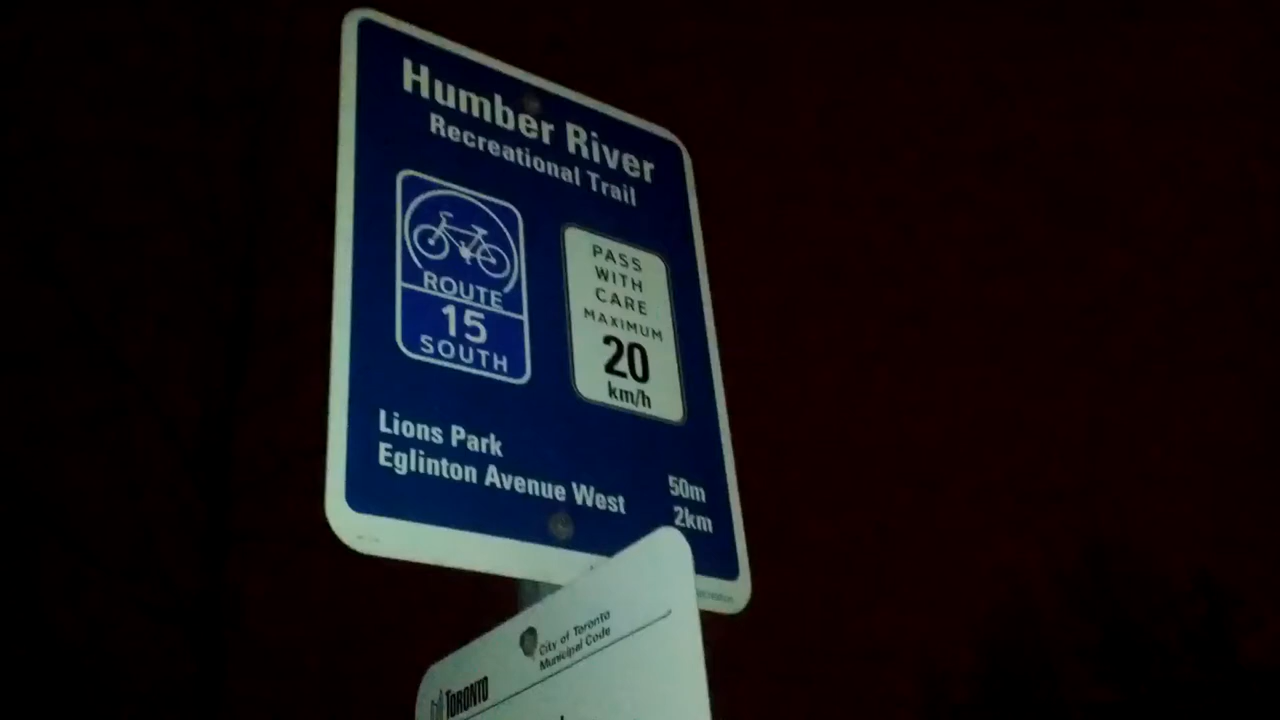 Humber River
Recreational Trail
ROUTE
15
SOUTH
PASS
WITH
CARE
MAXIMUM
20
km/h
Lions Park 50m
Eglinton Avenue West 2km
City of Toronto
Municipal Code
TORONTO